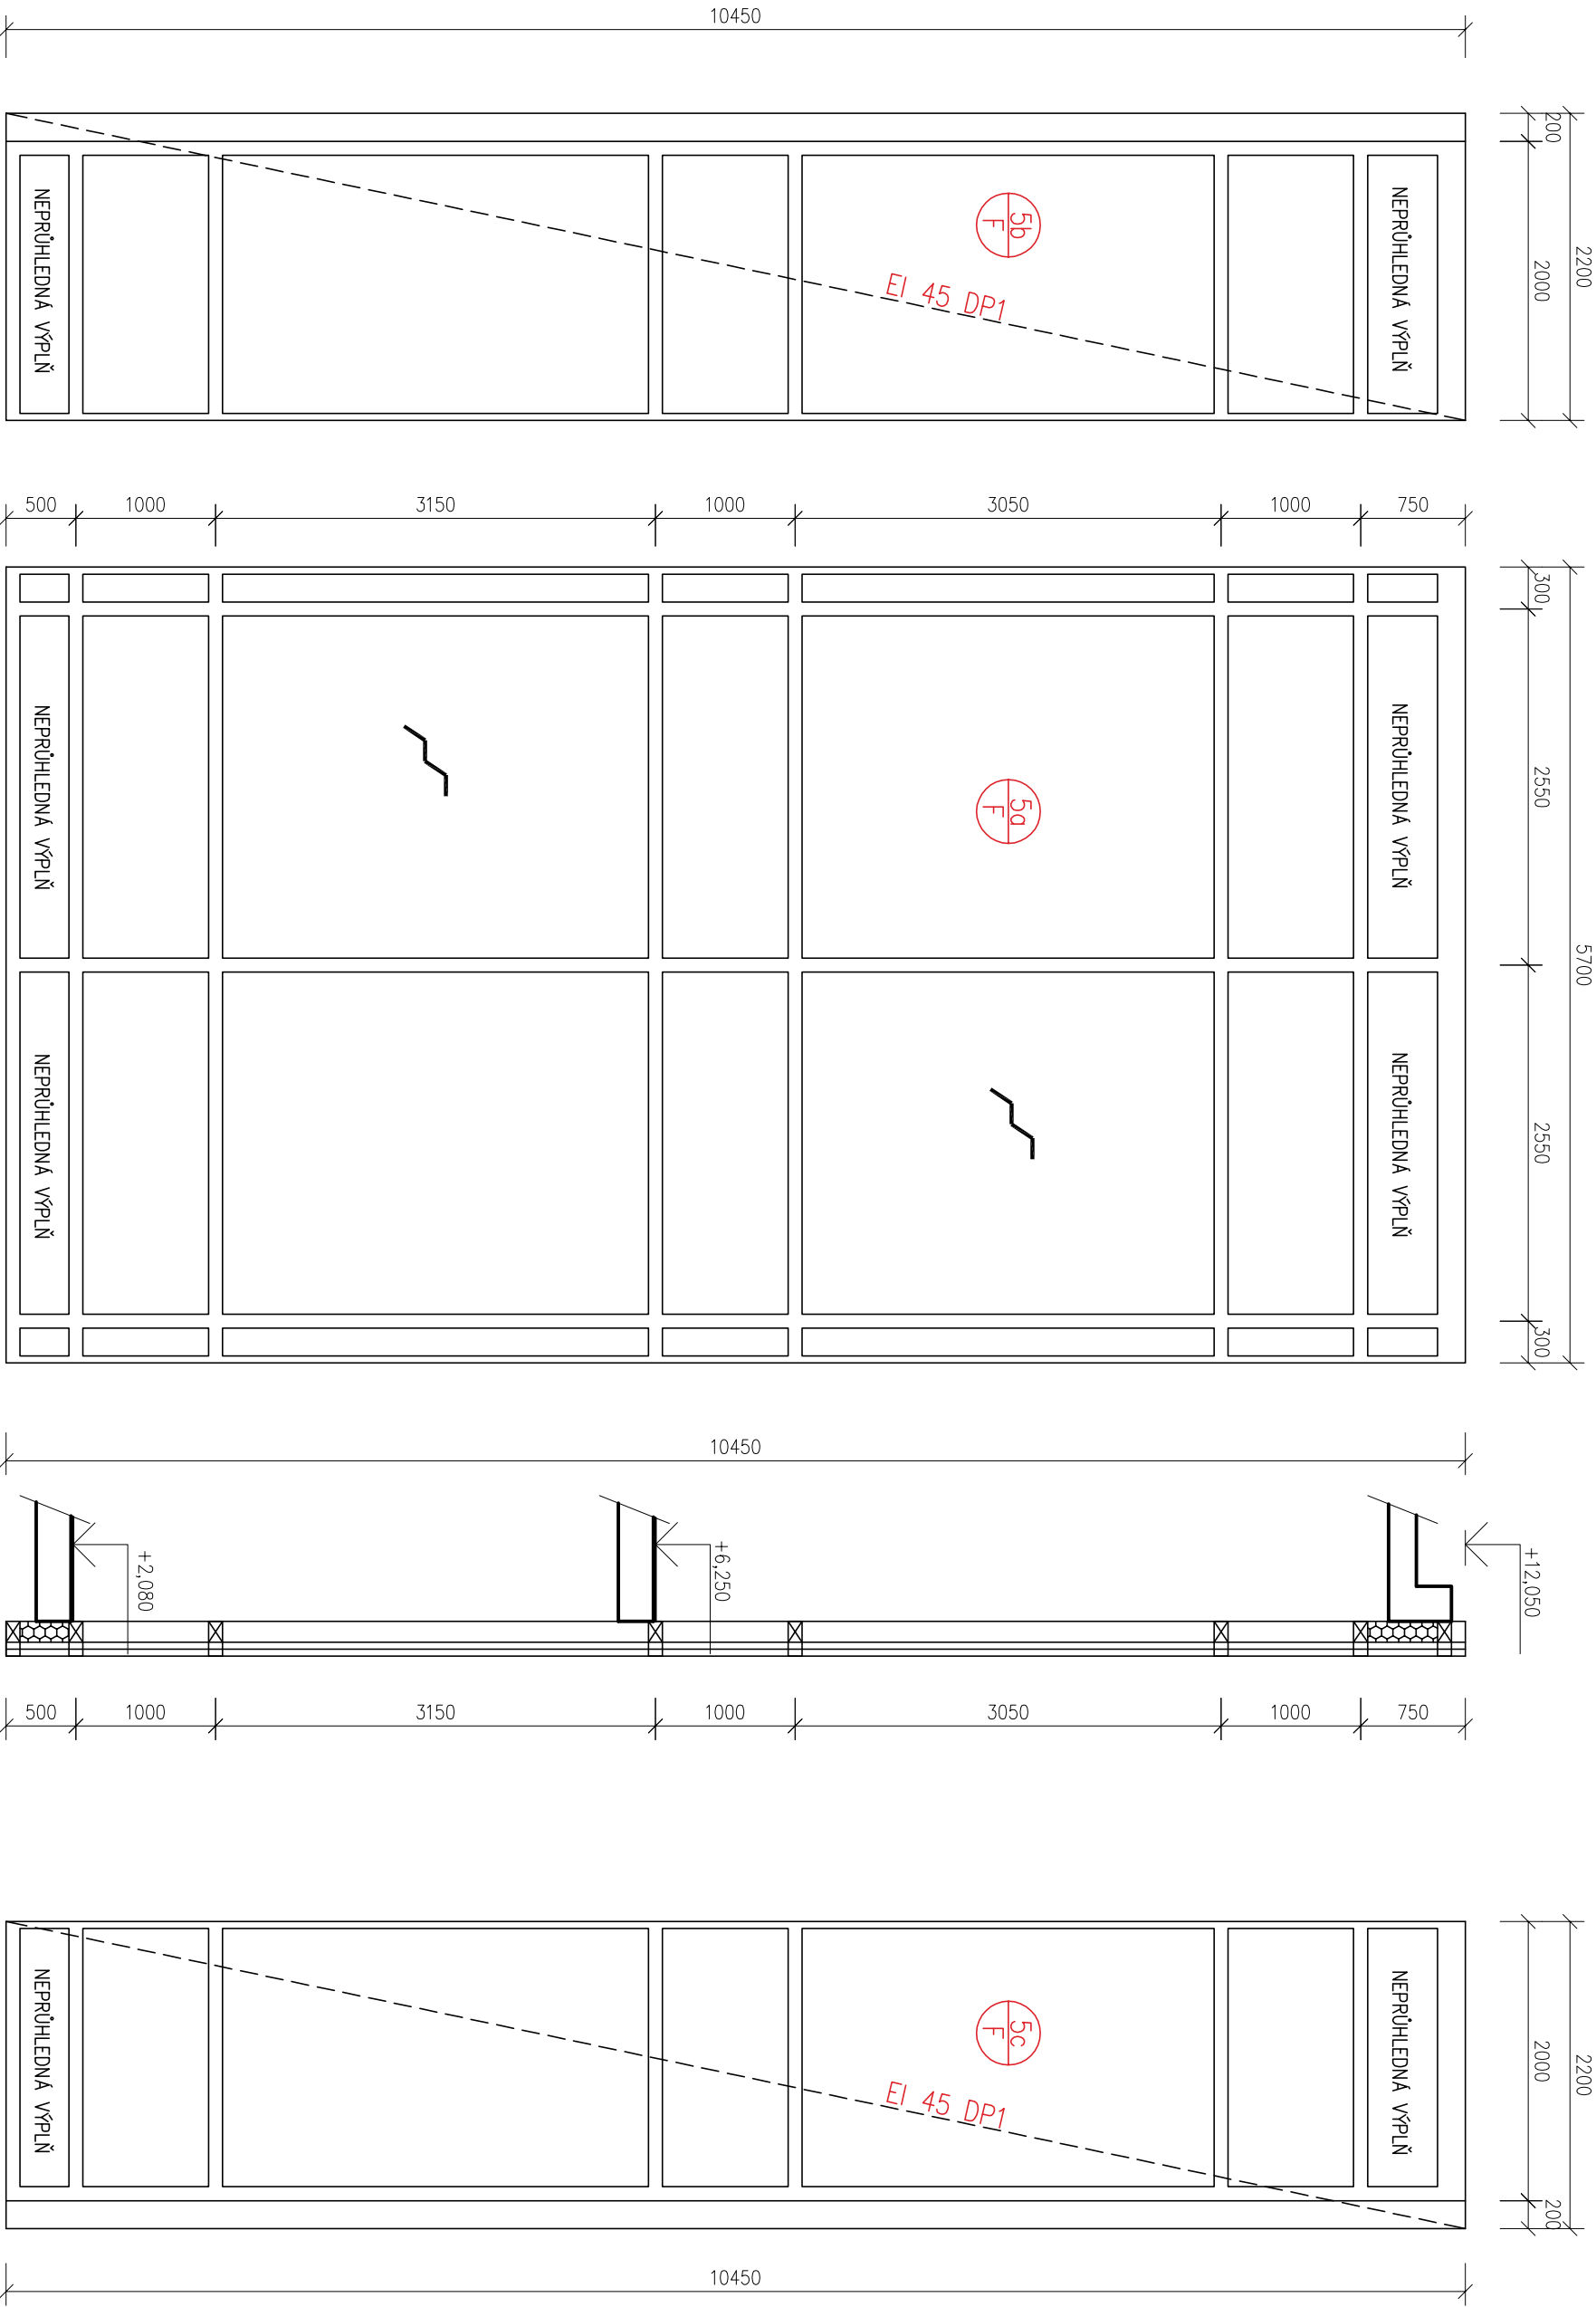 10450
200
2000
2200
NEPRŮHLEDNÁ VÝPLŇ
5b
F
EI 45 DP1
NEPRŮHLEDNÁ VÝPLŇ
500
1000
3150
1000
3050
1000
750
300
2550
2550
300
5700
NEPRŮHLEDNÁ VÝPLŇ
NEPRŮHLEDNÁ VÝPLŇ
5a
F
NEPRŮHLEDNÁ VÝPLŇ
NEPRŮHLEDNÁ VÝPLŇ
10450
+2,080
+6,250
+12,050
500
1000
3150
1000
3050
1000
750
2000
200
2200
NEPRŮHLEDNÁ VÝPLŇ
5c
F
EI 45 DP1
NEPRŮHLEDNÁ VÝPLŇ
10450